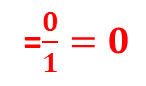 = 0/1 = 0